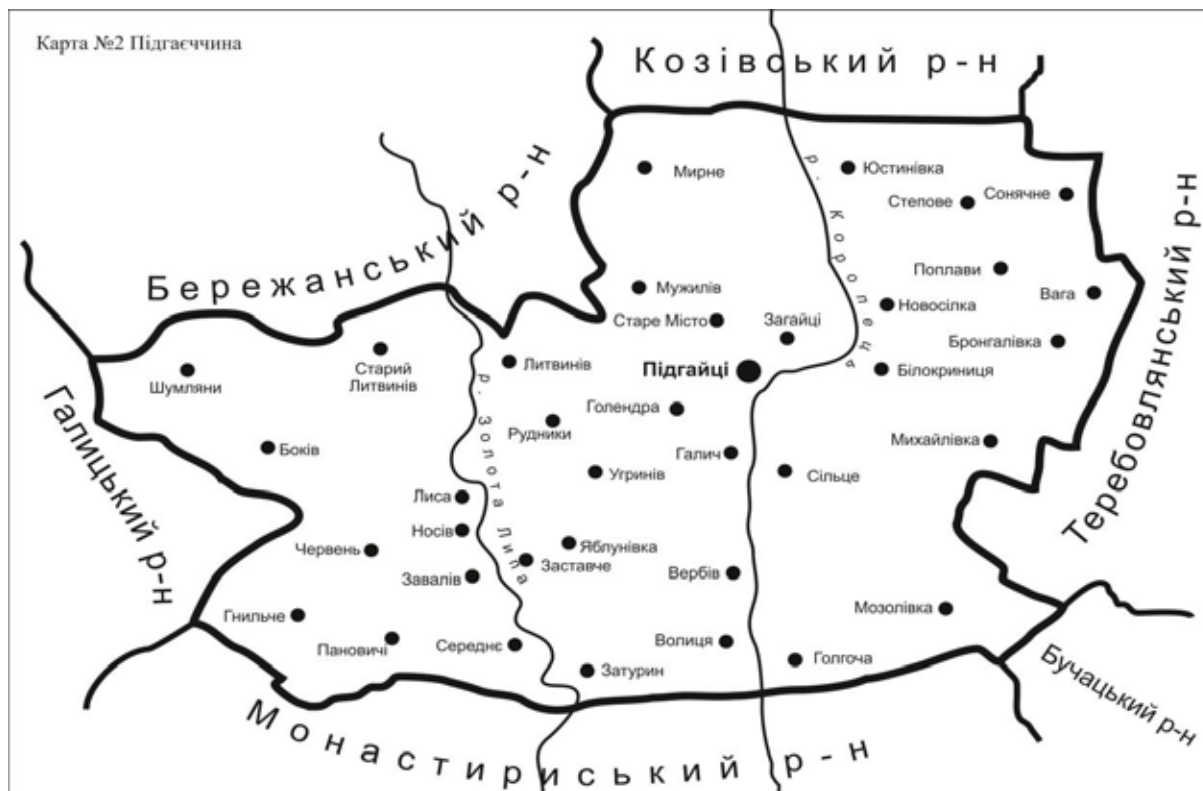 Карта №2 Підгаєччина
Козівський р-н
Бережанський р-н
Теребовлянський р-н
Галицький р-н
Бучацький р-н
Монастириський р-н
р. Коропець
р. Золота Липа
Мирне
Юстинівка
Степове
Сонячне
Поплави
Вага
Мужилів
Старе Місто
Загайці
Новосілка
Бронгалівка
Шумляни
Старий
Литвинів
Литвинів
Підгайці
Білокриниця
Голендра
Рудники
Боків
Галич
Михайлівка
Угринів
Сільце
Лиса
Носів
Червень
Яблунівка
Заставче
Завалів
Вербів
Гнильче
Мозолівка
Пановичі
Середнє
Волиця
Затурин
Голгоча